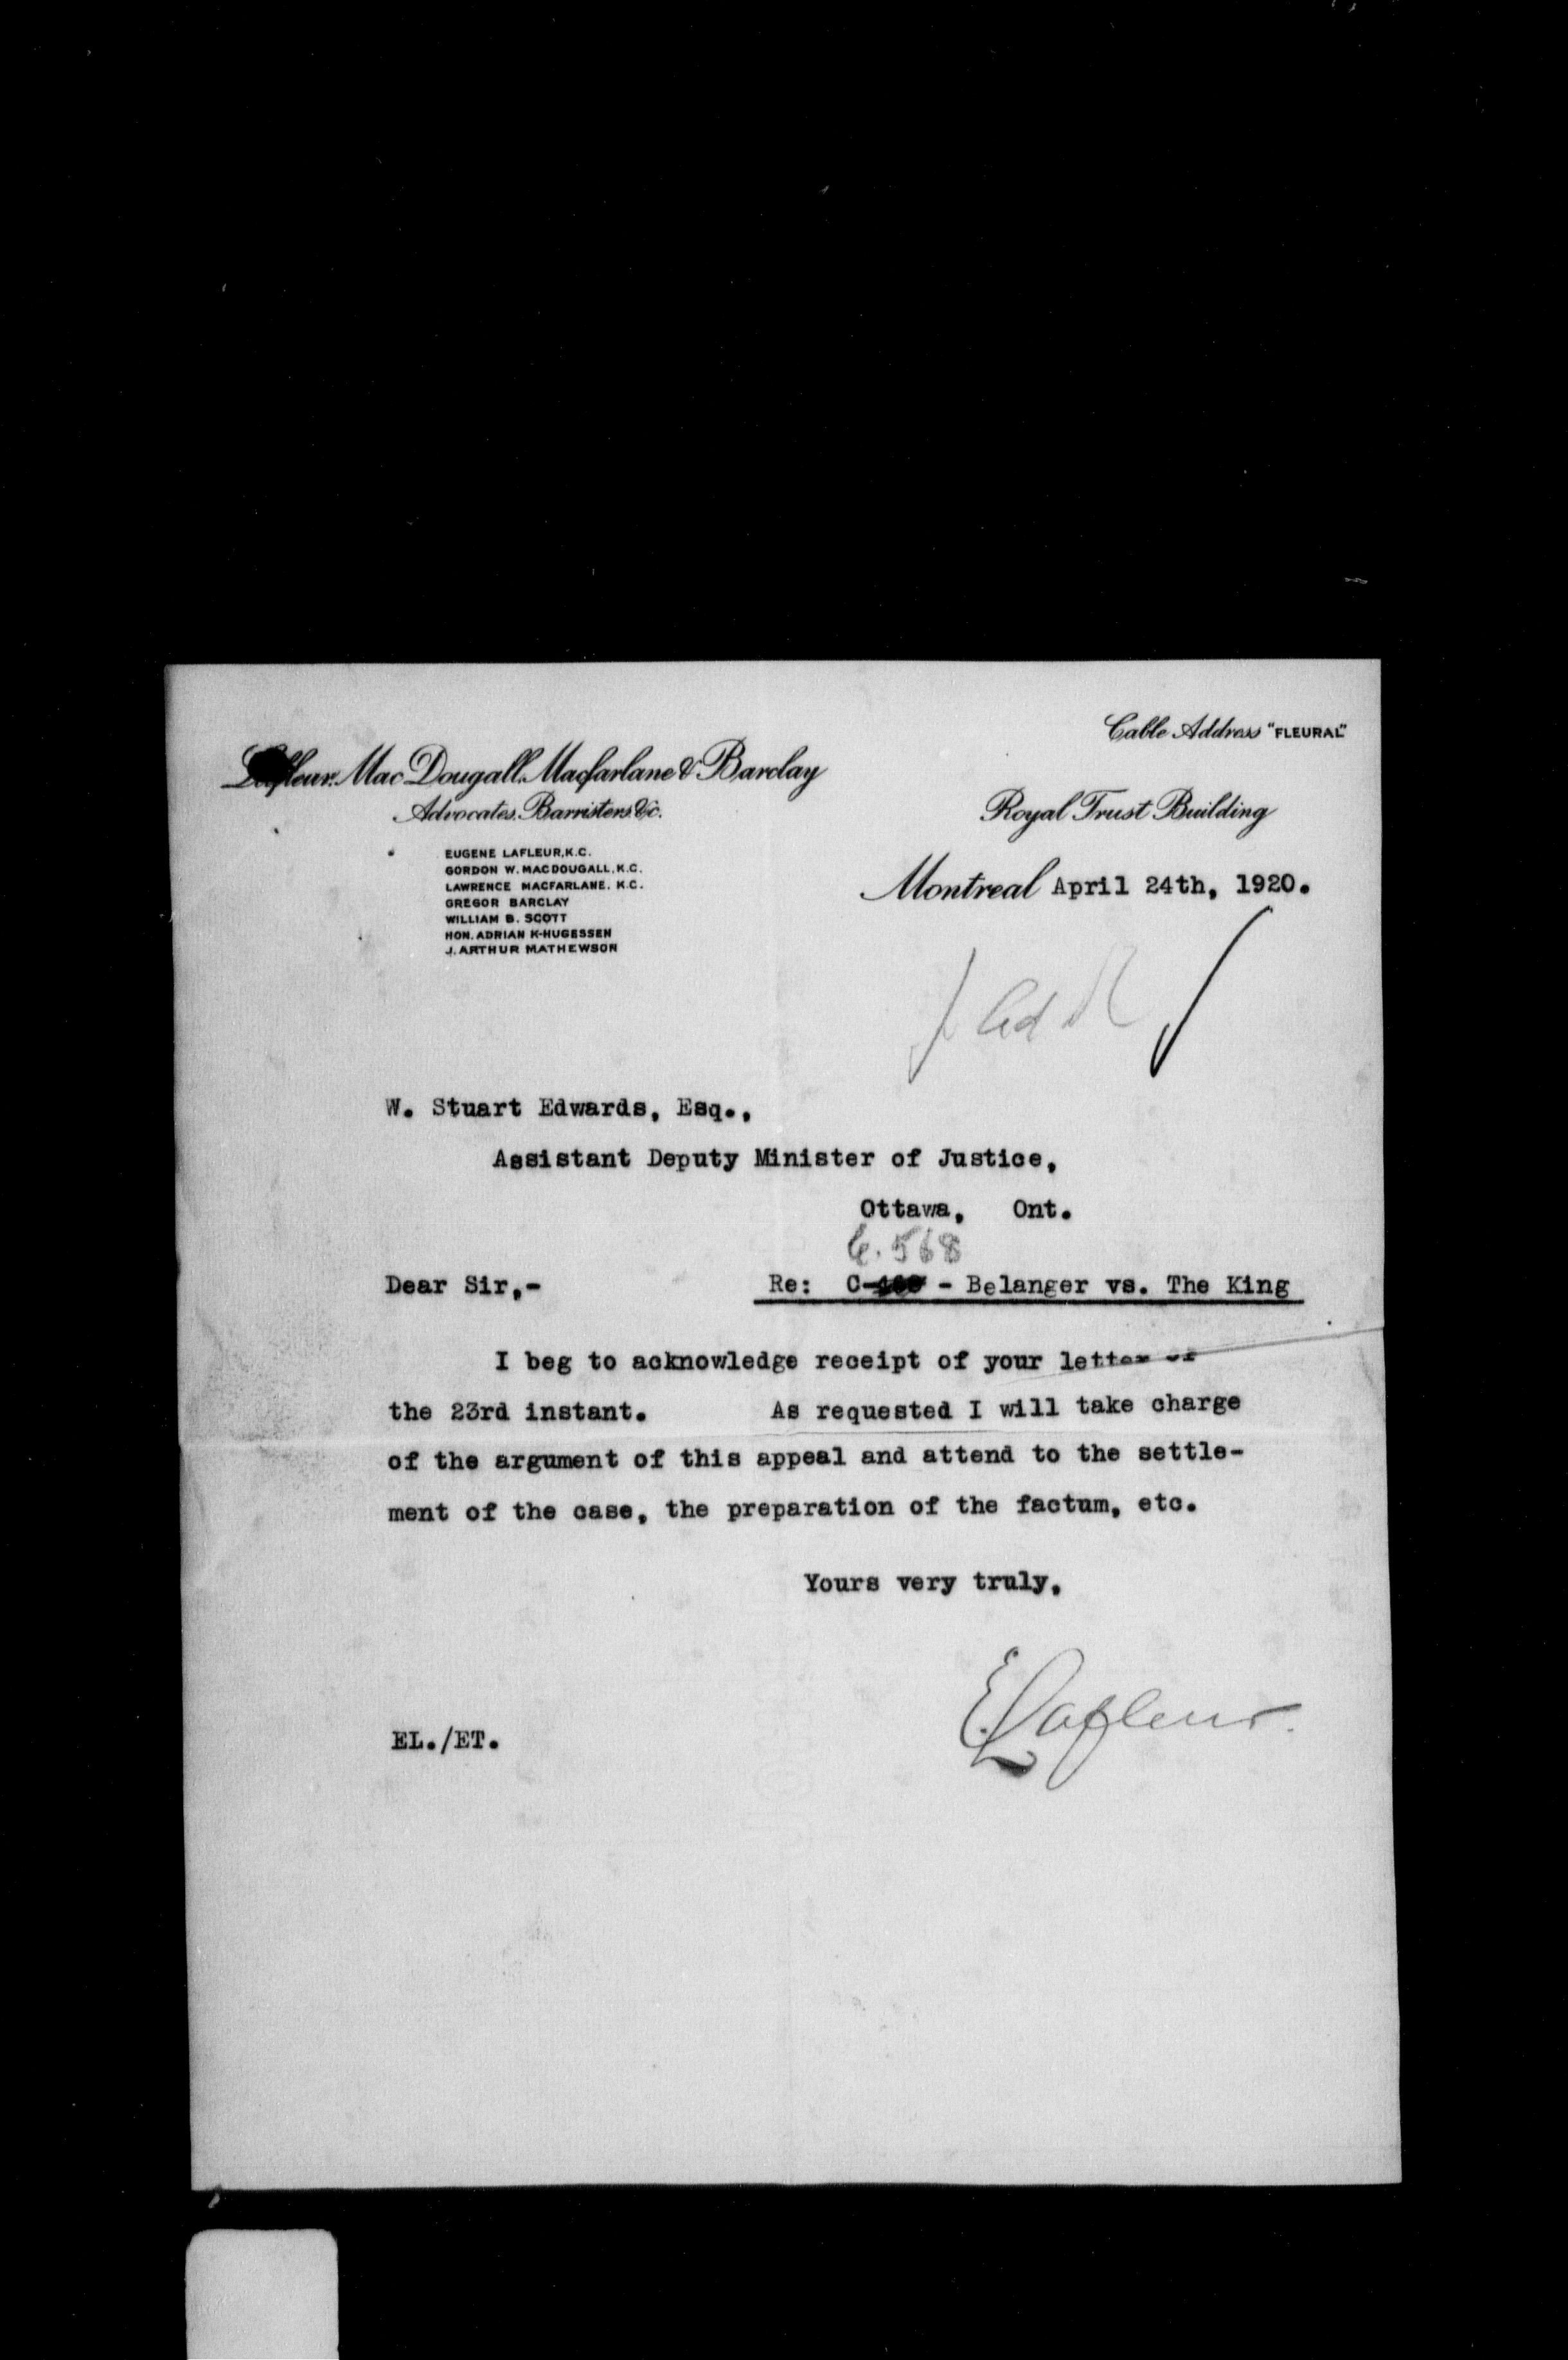 Cable Address "FLEURAL"
Lafleur, MacDougall, Macfarlane & Barclay
Advocates, Barristers &c.
Royal Trust Building
EUGENE LAFLEUR, K.C.
GORDON W. MACDOUGALL, K.C.
LAWRENCE MACFARLANE, K.C.
GREGOR BARCLAY
WILLIAM B. SCOTT
HON. ADRIAN K-HUGESSEN
J. ARTHUR MATHEWSON
Montreal April 24th, 1920.
W. Stuart Edwards, Esq.,
Assistant Deputy Minister of Justice,
Ottawa, Ont.
C. 568
Dear Sir,- Re: C- - Belanger vs. The King
I beg to acknowledge receipt of your letter of
the 23rd instant. As requested I will take charge
of the argument of this appeal and attend to the settle-
ment of the case, the preparation of the factum, etc.
Yours very truly,
E. Lafleur.
EL./ET.